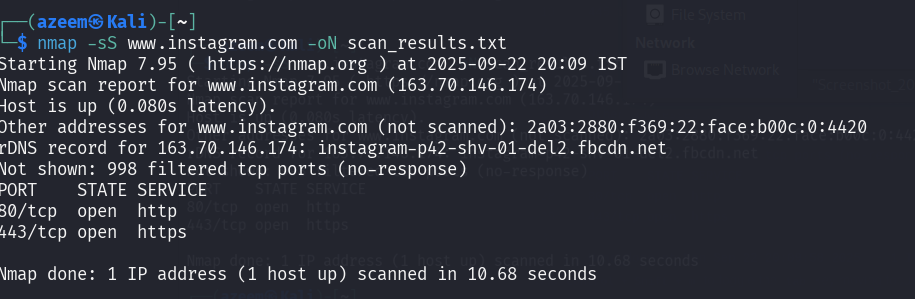 ┌──(azeem㉿Kali)-[~]
└─$ nmap -sS www.instagram.com -oN scan_results.txt
Starting Nmap 7.95 ( https://nmap.org ) at 2025-09-22 20:09 IST
Nmap scan report for www.instagram.com (163.70.146.174)
Host is up (0.080s latency).
Other addresses for www.instagram.com (not scanned): 2a03:2880:f369:22:face:b00c:0:4420
rDNS record for 163.70.146.174: instagram-p42-shv-01-del2.fbcdn.net
Not shown: 998 filtered tcp ports (no-response)
PORT    STATE SERVICE
80/tcp  open  http
443/tcp open  https
Nmap done: 1 IP address (1 host up) scanned in 10.68 seconds
File System
Network
Browse Network